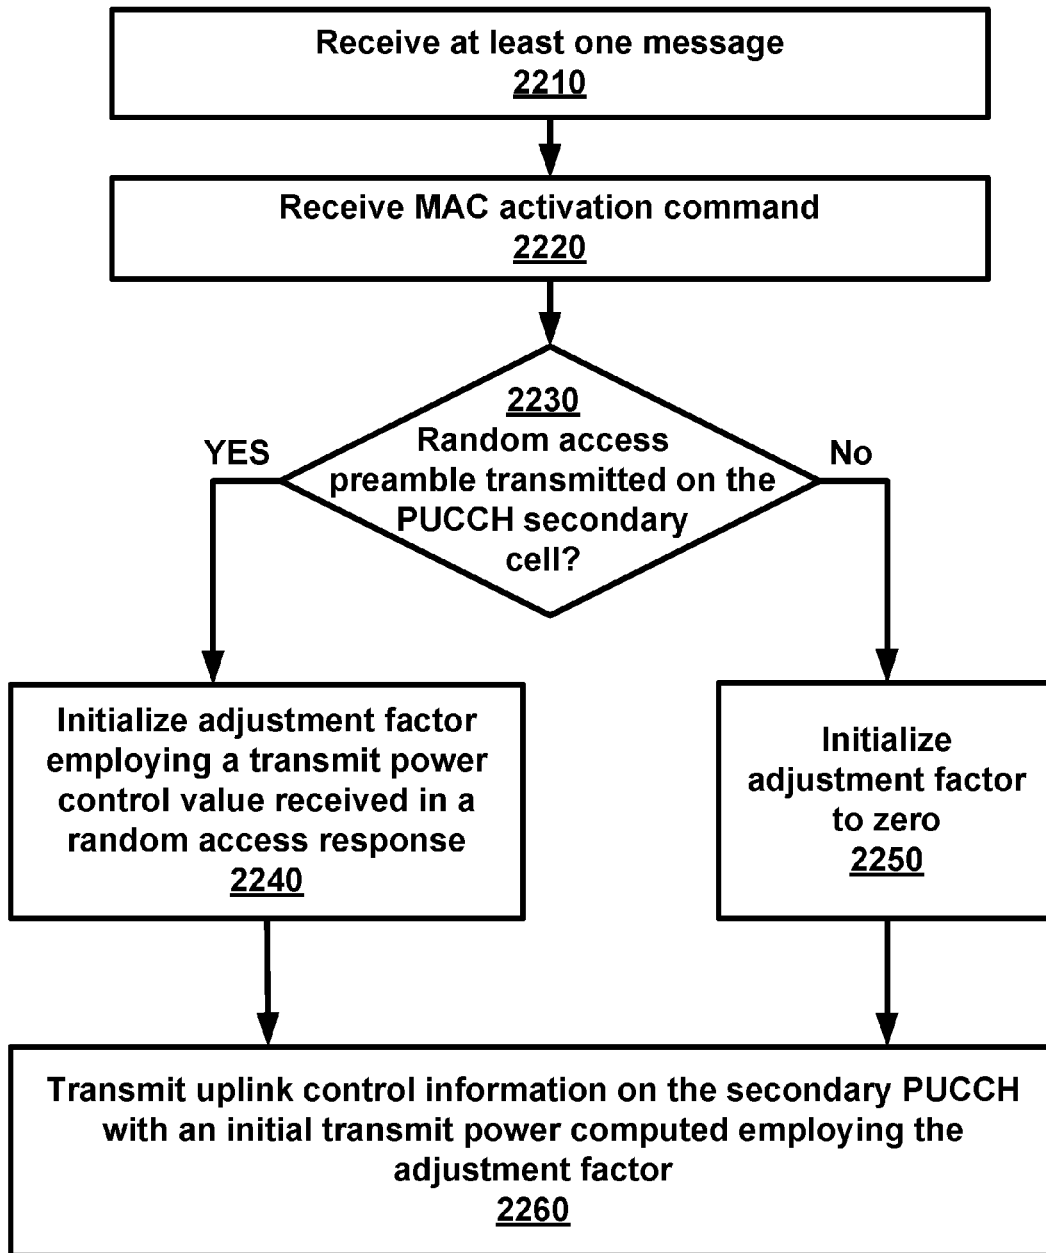 Receive at least one message
2210
Receive MAC activation command
2220
2230
Random access
preamble transmitted on the
PUCCH secondary
cell?
YES
No
Initialize adjustment factor
employing a transmit power
control value received in a
random access response
2240
Initialize
adjustment factor
to zero
2250
Transmit uplink control information on the secondary PUCCH
with an initial transmit power computed employing the
adjustment factor
2260